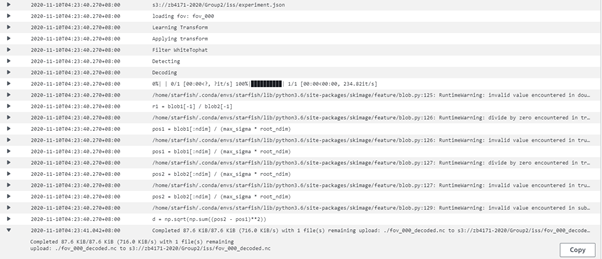 2020-11-10T04:23:40.270+08:00 s3://zb4171-2020/Group2/iss/experiment.json
2020-11-10T04:23:40.270+08:00 loading fov: fov_000
2020-11-10T04:23:40.270+08:00 Learning Transform
2020-11-10T04:23:40.270+08:00 Applying transform
2020-11-10T04:23:40.270+08:00 Filter WhiteTophat
2020-11-10T04:23:40.270+08:00 Detecting
2020-11-10T04:23:40.270+08:00 Decoding
2020-11-10T04:23:40.270+08:00 0%| | 0/1 [00:00<?, ?it/s] 100%|██████████| 1/1 [00:00<00:00, 234.82it/s]
2020-11-10T04:23:40.270+08:00 /home/starfish/.conda/envs/starfish/lib/python3.6/site-packages/skimage/feature/blob.py:125: RuntimeWarning: invalid value encountered in dou…
2020-11-10T04:23:40.270+08:00 r1 = blob1[-1] / blob2[-1]
2020-11-10T04:23:40.270+08:00 /home/starfish/.conda/envs/starfish/lib/python3.6/site-packages/skimage/feature/blob.py:126: RuntimeWarning: divide by zero encountered in tr…
2020-11-10T04:23:40.270+08:00 pos1 = blob1[:ndim] / (max_sigma * root_ndim)
2020-11-10T04:23:40.270+08:00 /home/starfish/.conda/envs/starfish/lib/python3.6/site-packages/skimage/feature/blob.py:126: RuntimeWarning: invalid value encountered in tru…
2020-11-10T04:23:40.270+08:00 pos1 = blob1[:ndim] / (max_sigma * root_ndim)
2020-11-10T04:23:40.270+08:00 /home/starfish/.conda/envs/starfish/lib/python3.6/site-packages/skimage/feature/blob.py:127: RuntimeWarning: divide by zero encountered in tr…
2020-11-10T04:23:40.270+08:00 pos2 = blob2[:ndim] / (max_sigma * root_ndim)
2020-11-10T04:23:40.270+08:00 /home/starfish/.conda/envs/starfish/lib/python3.6/site-packages/skimage/feature/blob.py:127: RuntimeWarning: invalid value encountered in tru…
2020-11-10T04:23:40.270+08:00 pos2 = blob2[:ndim] / (max_sigma * root_ndim)
2020-11-10T04:23:40.270+08:00 /home/starfish/.conda/envs/starfish/lib/python3.6/site-packages/skimage/feature/blob.py:129: RuntimeWarning: invalid value encountered in sub…
2020-11-10T04:23:40.270+08:00 d = np.sqrt(np.sum((pos2 - pos1)**2))
2020-11-10T04:23:41.042+08:00 Completed 87.6 KiB/87.6 KiB (716.0 KiB/s) with 1 file(s) remaining upload: ./fov_000_decoded.nc to s3://zb4171-2020/Group2/fov_000_decode…
Completed 87.6 KiB/87.6 KiB (716.0 KiB/s) with 1 file(s) remaining
upload: ./fov_000_decoded.nc to s3://zb4171-2020/Group2/fov_000_decoded.nc
Copy